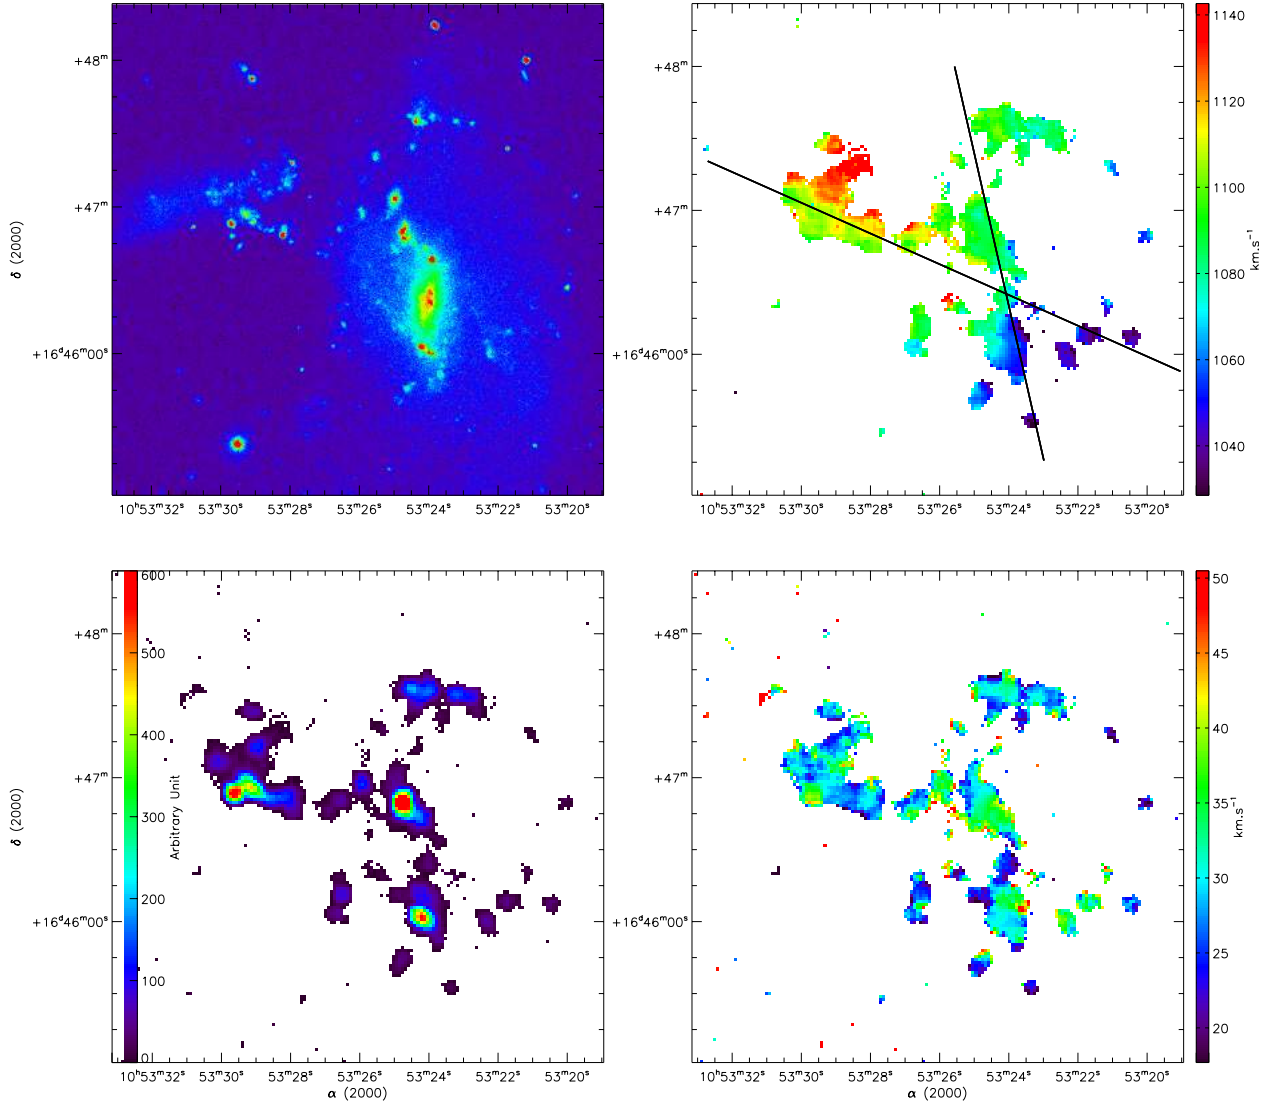 +48ᵐ
+47ᵐ
+16ᵈ46ᵐ00ˢ
δ (2000)
10ʰ53ᵐ32ˢ 53ᵐ30ˢ 53ᵐ28ˢ 53ᵐ26ˢ 53ᵐ24ˢ 53ᵐ22ˢ 53ᵐ20ˢ
+48ᵐ
+47ᵐ
+16ᵈ46ᵐ00ˢ
10ʰ53ᵐ32ˢ 53ᵐ30ˢ 53ᵐ28ˢ 53ᵐ26ˢ 53ᵐ24ˢ 53ᵐ22ˢ 53ᵐ20ˢ
1140
1120
1100
1080
1060
1040
km.s⁻¹
+48ᵐ
+47ᵐ
+16ᵈ46ᵐ00ˢ
δ (2000)
600
500
400
300
200
100
0
Arbitrary Unit
10ʰ53ᵐ32ˢ 53ᵐ30ˢ 53ᵐ28ˢ 53ᵐ26ˢ 53ᵐ24ˢ 53ᵐ22ˢ 53ᵐ20ˢ
α (2000)
+48ᵐ
+47ᵐ
+16ᵈ46ᵐ00ˢ
10ʰ53ᵐ32ˢ 53ᵐ30ˢ 53ᵐ28ˢ 53ᵐ26ˢ 53ᵐ24ˢ 53ᵐ22ˢ 53ᵐ20ˢ
α (2000)
50
45
40
35
30
25
20
km.s⁻¹